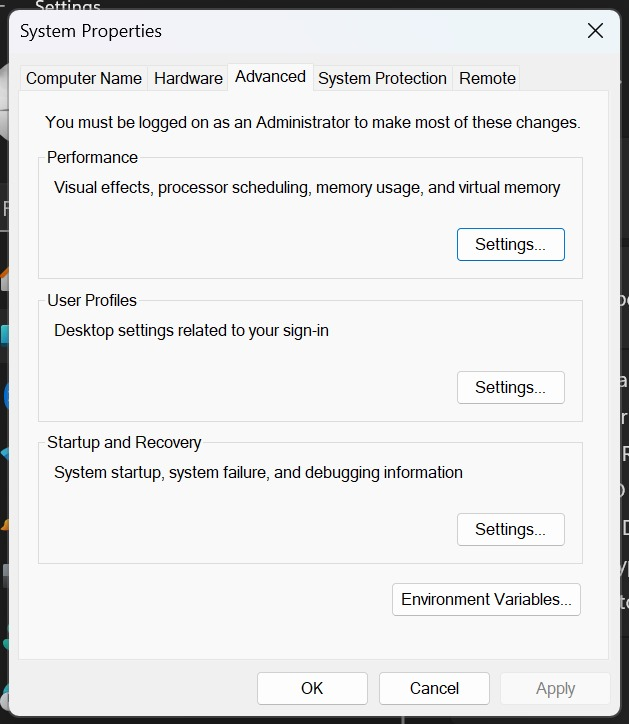 Settings
System Properties
Computer Name Hardware Advanced System Protection Remote
You must be logged on as an Administrator to make most of these changes.
Performance
Visual effects, processor scheduling, memory usage, and virtual memory
Settings...
User Profiles
Desktop settings related to your sign-in
Settings...
Startup and Recovery
System startup, system failure, and debugging information
Settings...
Environment Variables...
OK Cancel Apply